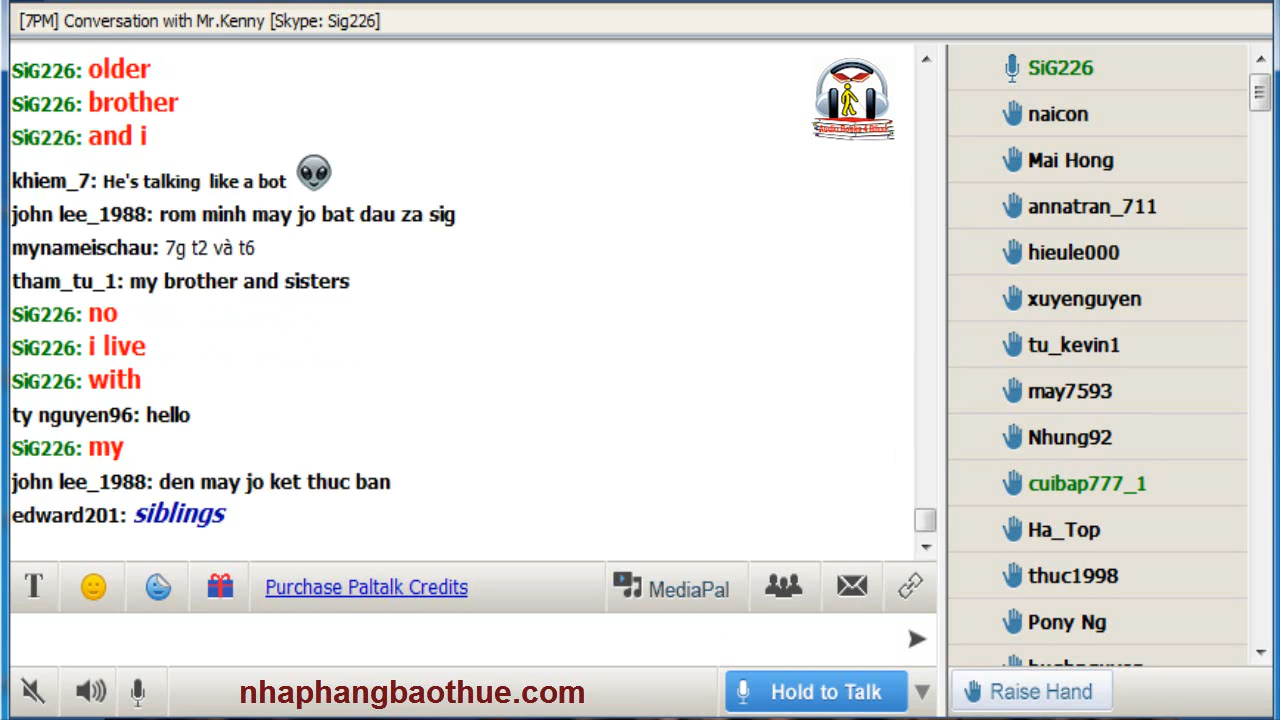 [7PM] Conversation with Mr.Kenny [Skype: Sig226]
SiG226: older
SiG226: brother
SiG226: and i
khiem_7: He's talking like a bot
john lee_1988: rom minh may jo bat dau za sig
mynameischau: 7g t2 và t6
tham_tu_1: my brother and sisters
SiG226: no
SiG226: i live
SiG226: with
ty nguyen96: hello
SiG226: my
john lee_1988: den may jo ket thuc ban
edward201: siblings
T
Purchase Paltalk Credits
MediaPal
nhaphangbaothue.com
Hold to Talk
SiG226
naicon
Mai Hong
annatran_711
hieule000
xuyenguyen
tu_kevin1
may7593
Nhung92
cuibap777_1
Ha_Top
thuc1998
Pony Ng
Raise Hand